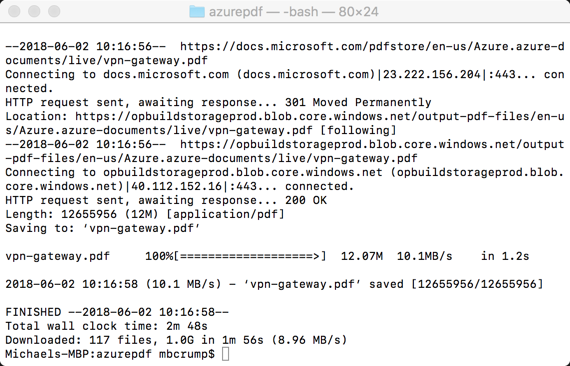 azurepdf — -bash — 80×24
--2018-06-02 10:16:56--  https://docs.microsoft.com/pdfstore/en-us/Azure.azure-d
ocuments/live/vpn-gateway.pdf
Connecting to docs.microsoft.com (docs.microsoft.com)|23.222.156.204|:443... con
nected.
HTTP request sent, awaiting response... 301 Moved Permanently
Location: https://opbuildstorageprod.blob.core.windows.net/output-pdf-files/en-u
s/Azure.azure-documents/live/vpn-gateway.pdf [following]
--2018-06-02 10:16:56--  https://opbuildstorageprod.blob.core.windows.net/output
-pdf-files/en-us/Azure.azure-documents/live/vpn-gateway.pdf
Connecting to opbuildstorageprod.blob.core.windows.net (opbuildstorageprod.blob.
core.windows.net)|40.112.152.16|:443... connected.
HTTP request sent, awaiting response... 200 OK
Length: 12655956 (12M) [application/pdf]
Saving to: ‘vpn-gateway.pdf’
vpn-gateway.pdf     100%[===================>]  12.07M  10.1MB/s    in 1.2s
2018-06-02 10:16:58 (10.1 MB/s) - ‘vpn-gateway.pdf’ saved [12655956/12655956]
FINISHED --2018-06-02 10:16:58--
Total wall clock time: 2m 48s
Downloaded: 117 files, 1.0G in 1m 56s (8.96 MB/s)
Michaels-MBP:azurepdf mbcrump$